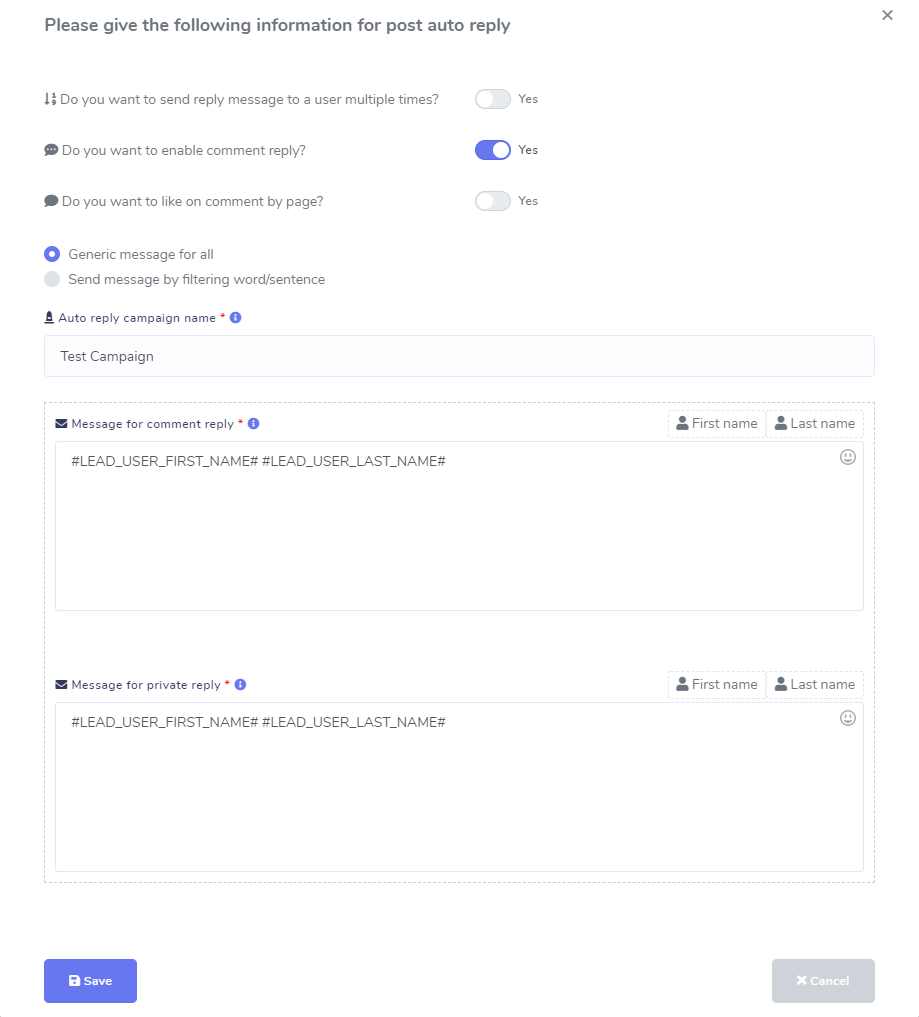 Please give the following information for post auto reply
Do you want to send reply message to a user multiple times? Yes
Do you want to enable comment reply? Yes
Do you want to like on comment by page? Yes
Generic message for all
Send message by filtering word/sentence
Auto reply campaign name *
Test Campaign
Message for comment reply * First name Last name
#LEAD_USER_FIRST_NAME# #LEAD_USER_LAST_NAME#
Message for private reply * First name Last name
#LEAD_USER_FIRST_NAME# #LEAD_USER_LAST_NAME#
Save Cancel